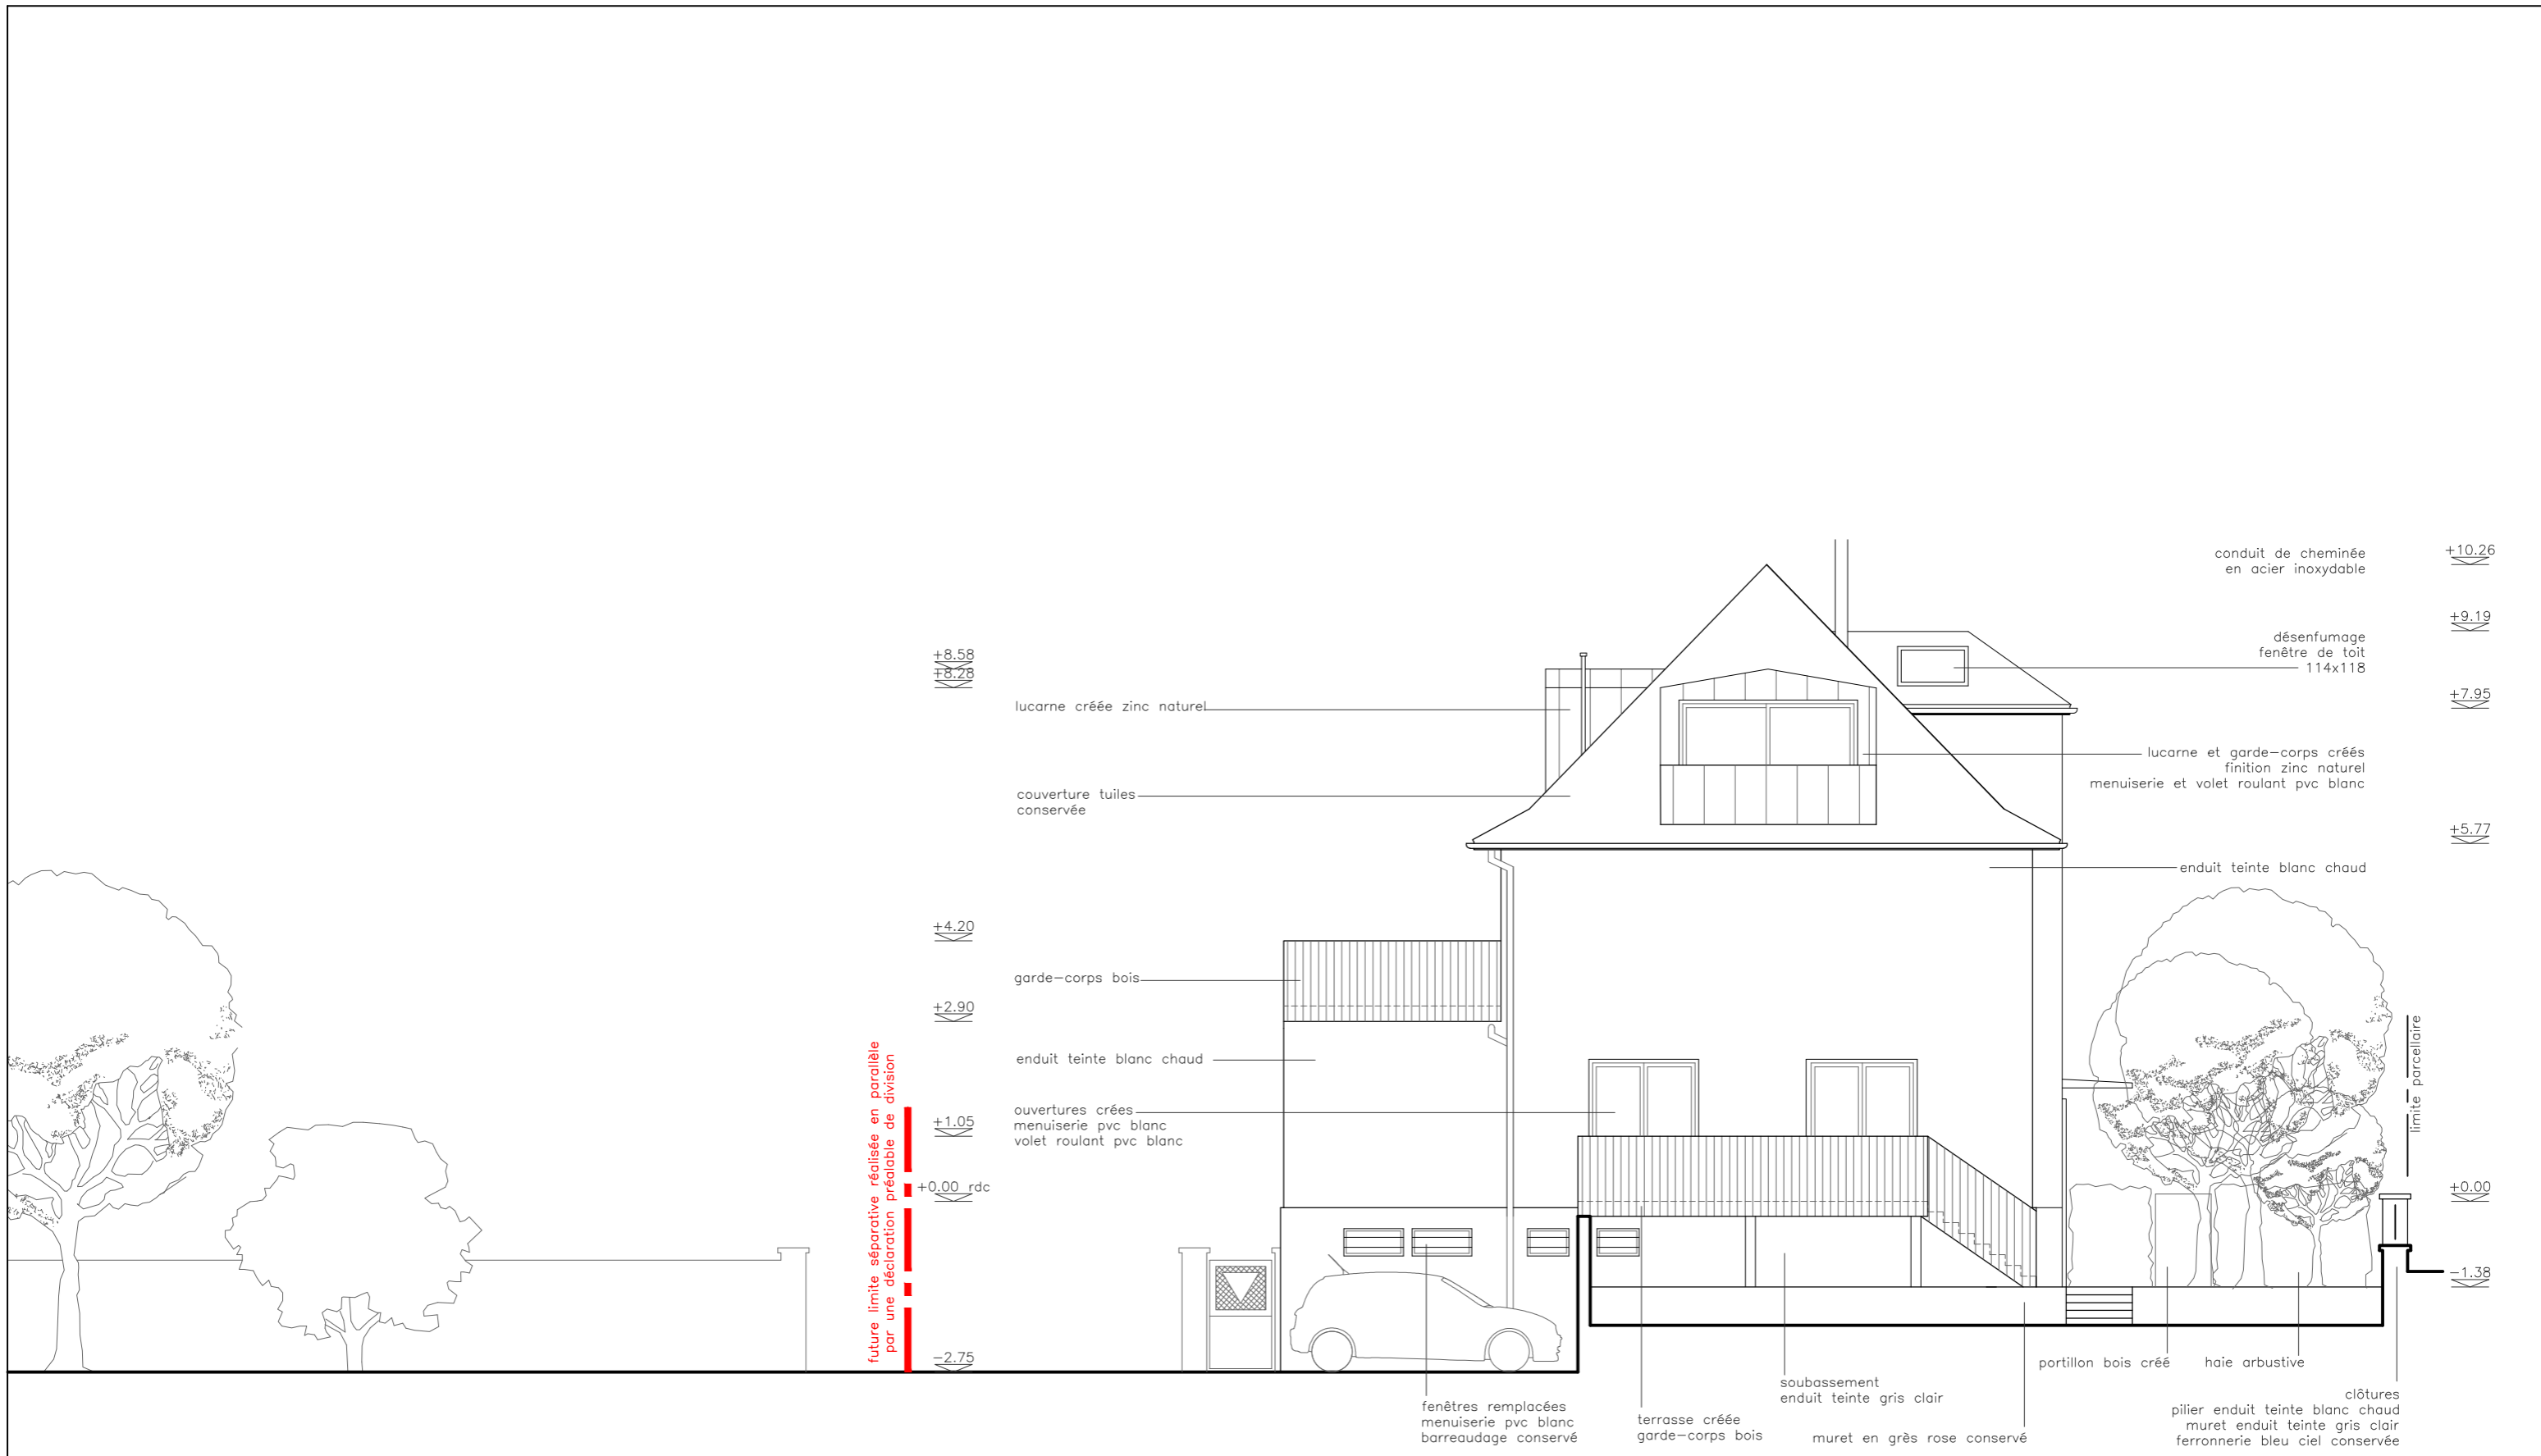 conduit de cheminée
en acier inoxydable
+10.26
+9.19
désenfumage
fenêtre de toit
114x118
+8.58
+8.28
+7.95
lucarne créée zinc naturel
lucarne et garde-corps créés
finition zinc naturel
menuiserie et volet roulant pvc blanc
couverture tuiles
conservée
+5.77
enduit teinte blanc chaud
+4.20
garde-corps bois
+2.90
enduit teinte blanc chaud
limite parcellaire
future limite séparative réalisée en parallèle
par une déclaration préalable de division
ouvertures crées
menuiserie pvc blanc
volet roulant pvc blanc
+1.05
+0.00 rdc
+0.00
-1.38
-2.75
portillon bois créé
haie arbustive
soubassement
enduit teinte gris clair
clôtures
pilier enduit teinte blanc chaud
muret enduit teinte gris clair
ferronnerie bleu ciel conservée
fenêtres remplacées
menuiserie pvc blanc
barreaudage conservé
terrasse créée
garde-corps bois
muret en grès rose conservé